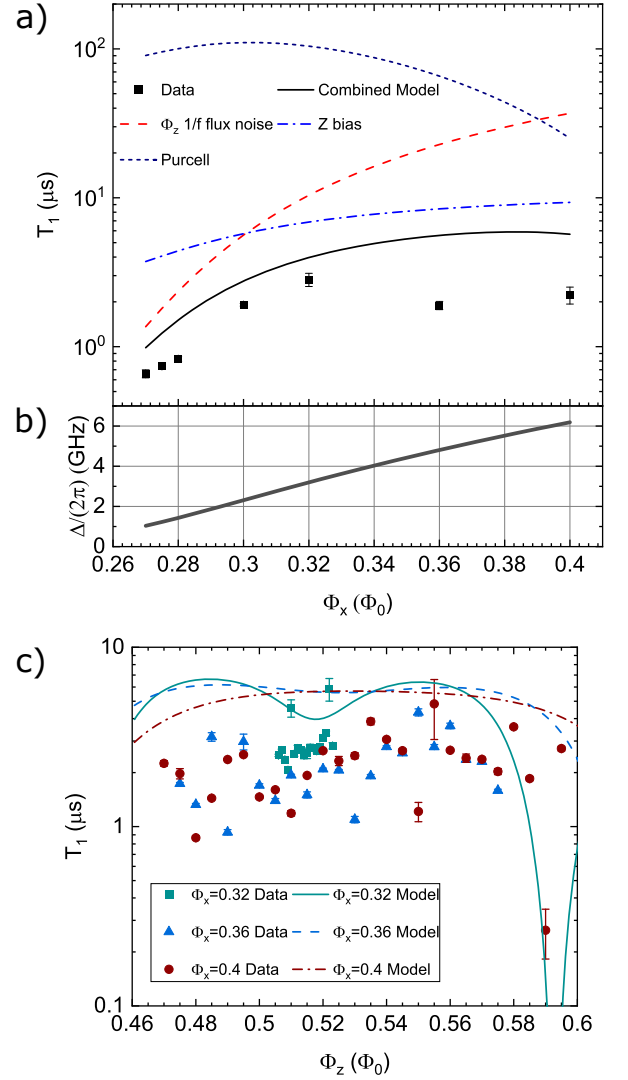 a)
10²
10¹
10⁰
T₁ (μs)
Data
Combined Model
Φz 1/f flux noise
Z bias
Purcell
b)
6
4
2
0
Δ/(2π) (GHz)
0.26 0.28 0.30 0.32 0.34 0.36 0.38 0.4
Φx (Φ₀)
c)
10
1
0.1
T₁ (μs)
Φx=0.32 Data Φx=0.32 Model
Φx=0.36 Data Φx=0.36 Model
Φx=0.4 Data Φx=0.4 Model
0.46 0.48 0.5 0.52 0.54 0.56 0.58 0.6
Φz (Φ₀)